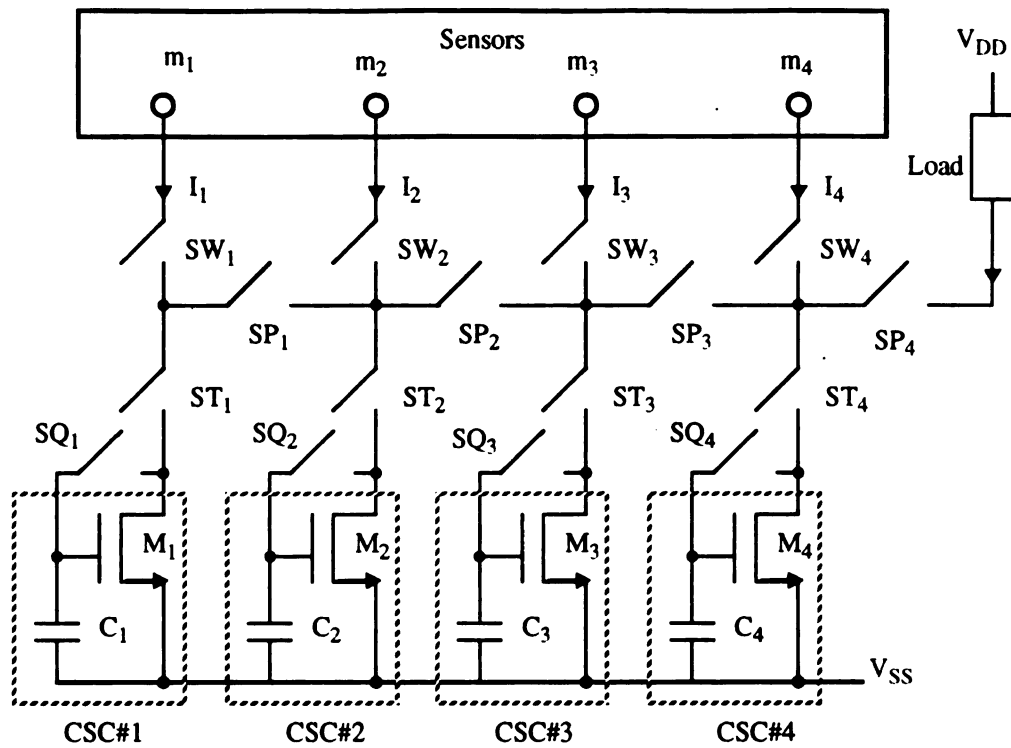 Sensors
m1 m2 m3 m4
VDD
Load
I1 I2 I3 I4
SW1 SW2 SW3 SW4
SP1 SP2 SP3 SP4
ST1 ST2 ST3 ST4
SQ1 SQ2 SQ3 SQ4
M1 M2 M3 M4
C1 C2 C3 C4
VSS
CSC#1 CSC#2 CSC#3 CSC#4